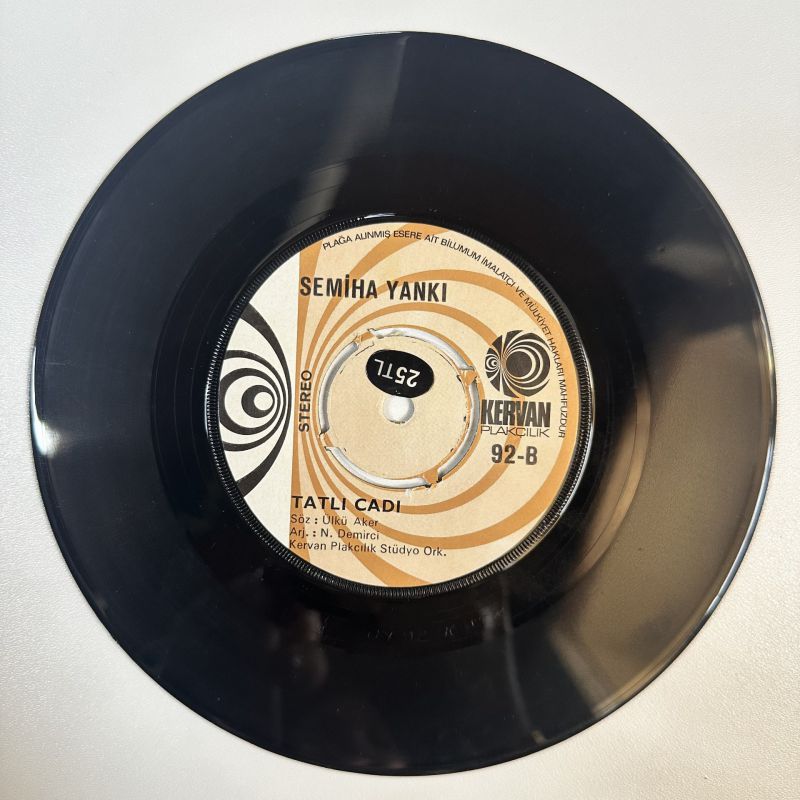 PLAĞA ALINMIŞ ESERE AİT BİLUMUM İMALATÇI VE MÜLKİYET HAKLARI MAHFUZDUR
SEMİHA YANKI
25TL
STEREO
KERVAN
PLAKÇILIK
92-B
TATLI CADI
Söz : Ülkü Aker
Arj. : N. Demirci
Kervan Plakcılık Stüdyo Ork.